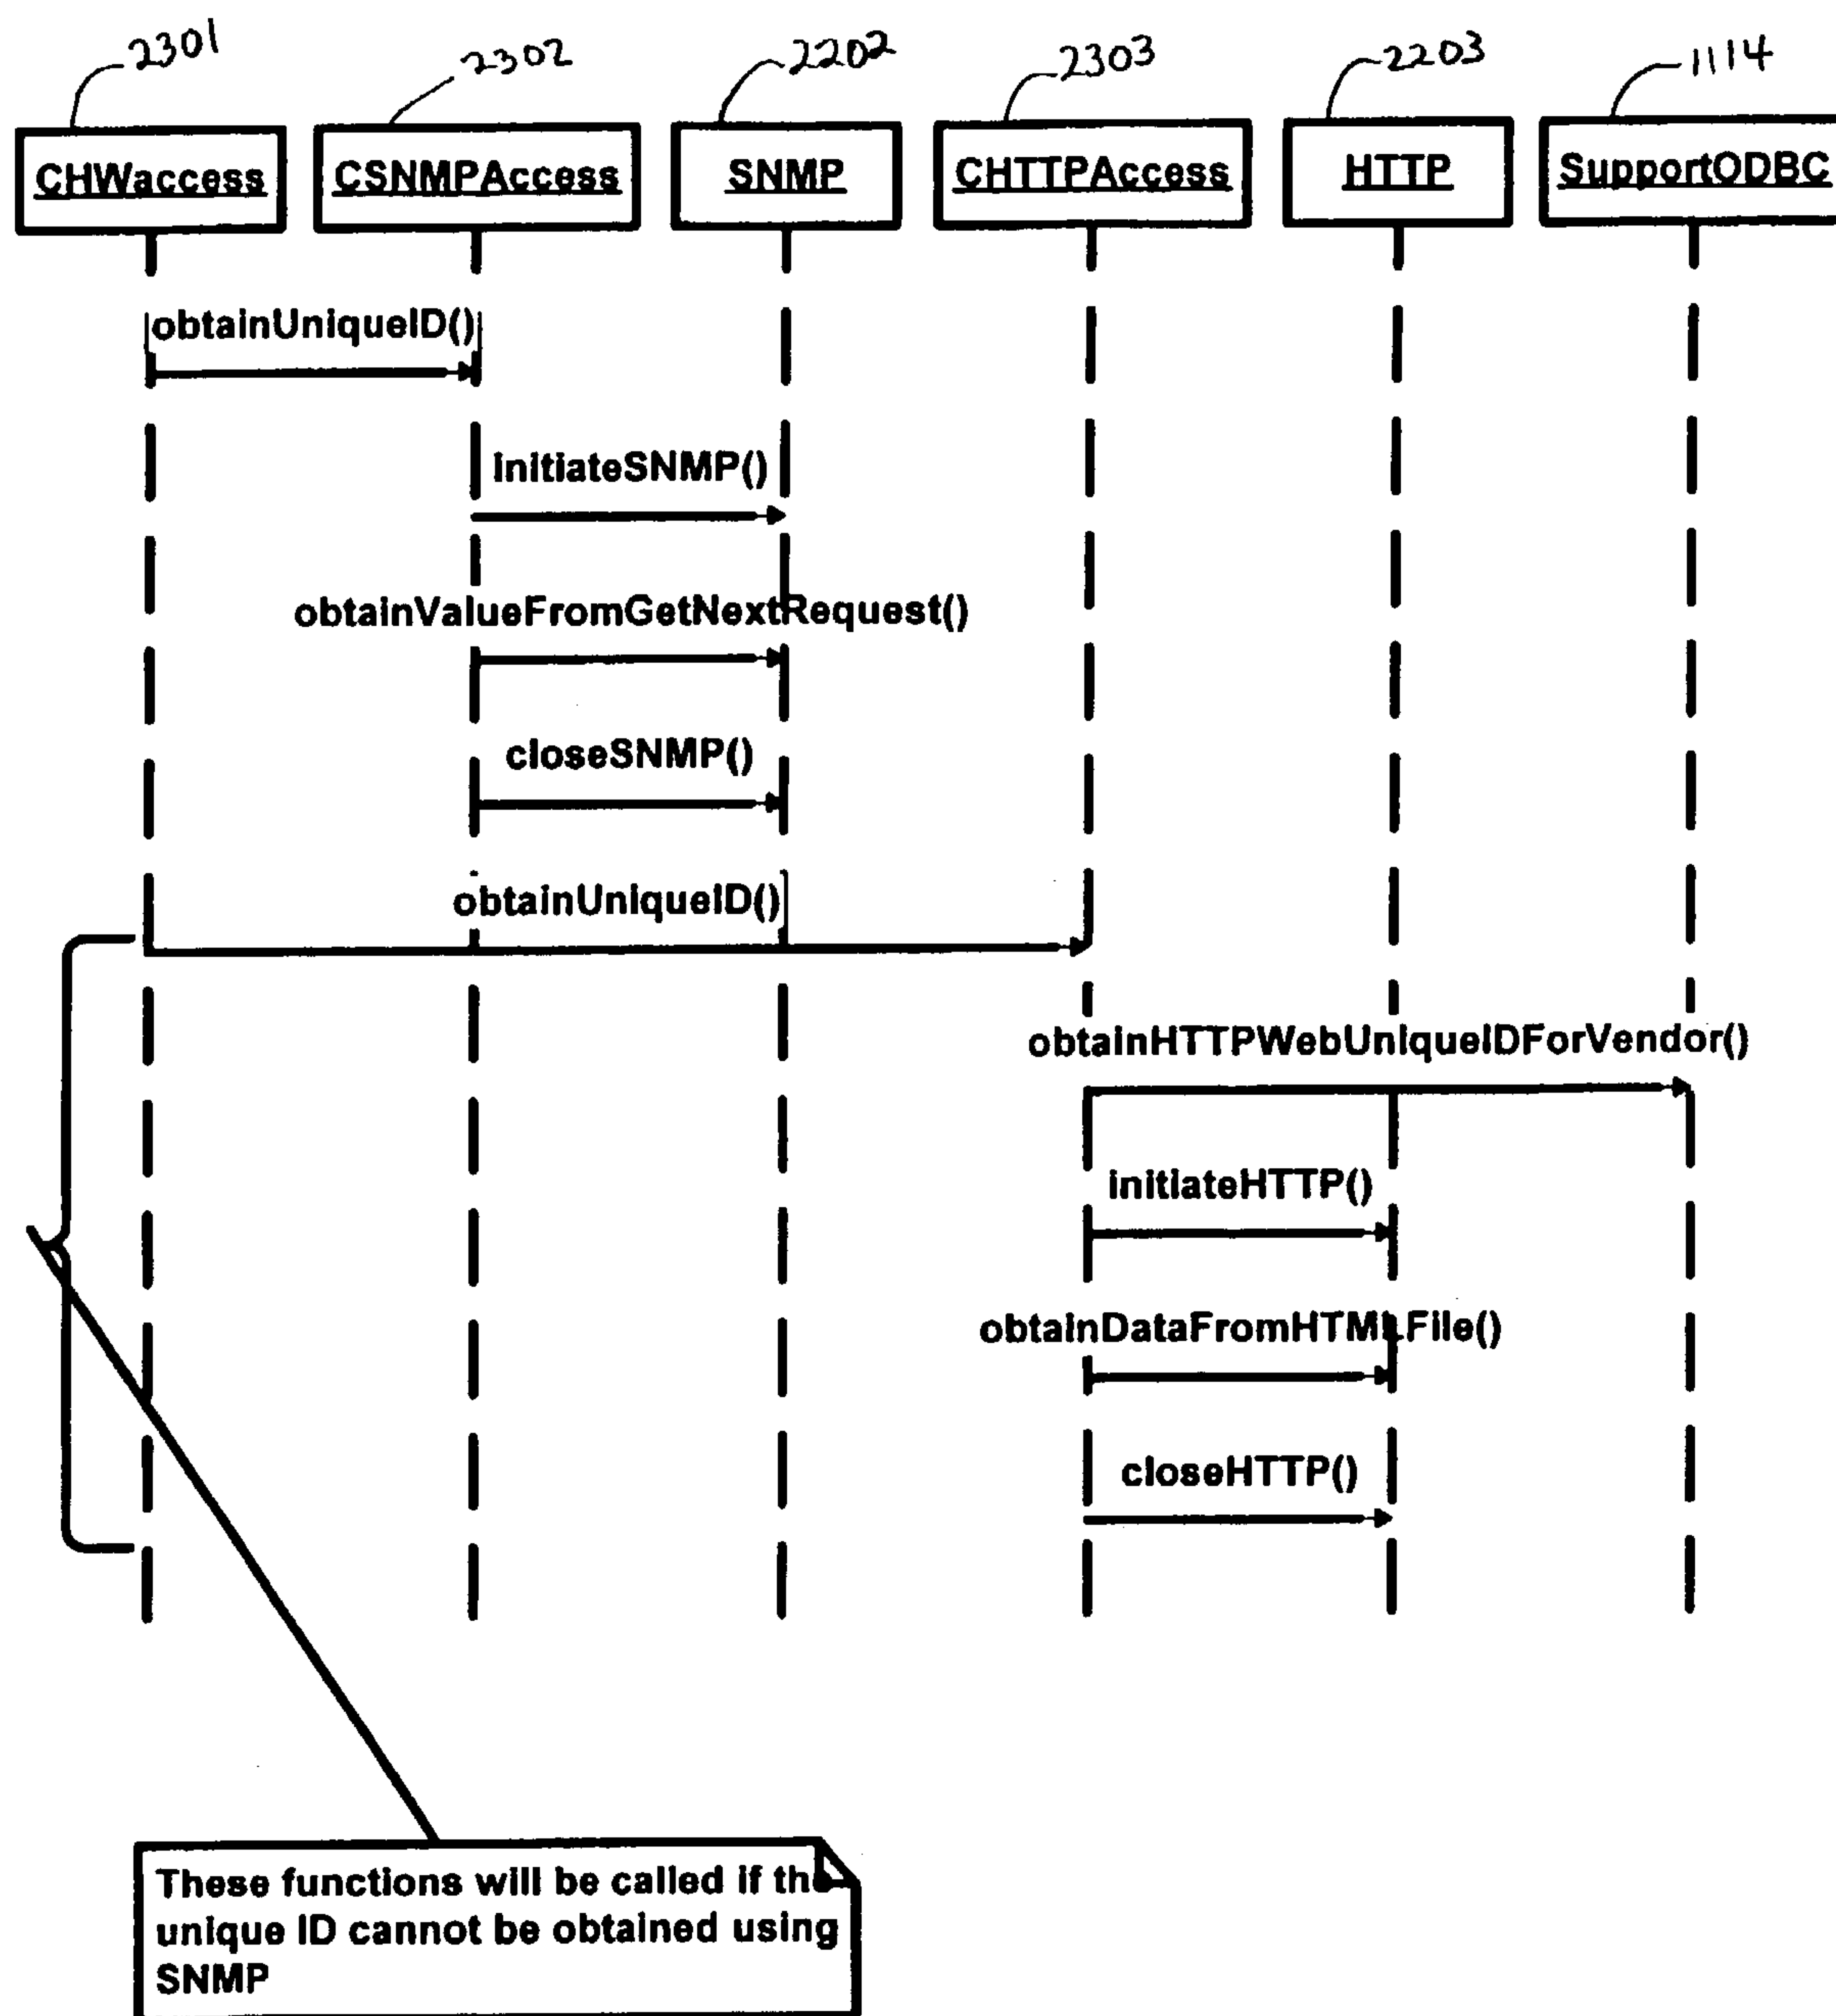 2301
2302
2202
2303
2203
1114
CHWaccess
CSNMPAccess
SNMP
CHTTPAccess
HTTP
SupportODBC
obtainUniqueID()
initiateSNMP()
obtainValueFromGetNextRequest()
closeSNMP()
obtainUniqueID()
obtainHTTPWebUniqueIDForVendor()
initiateHTTP()
obtainDataFromHTMLFile()
closeHTTP()
These functions will be called if the
unique ID cannot be obtained using
SNMP